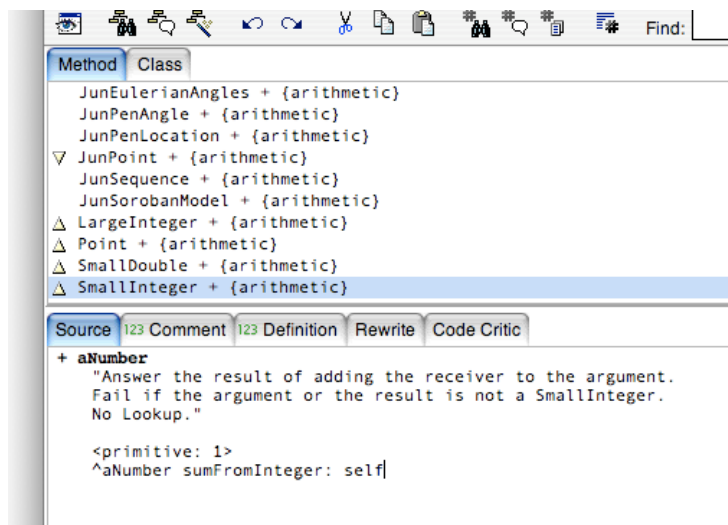 Find:
Method Class
JunEulerianAngles + {arithmetic}
JunPenAngle + {arithmetic}
JunPenLocation + {arithmetic}
JunPoint + {arithmetic}
JunSequence + {arithmetic}
JunSorobanModel + {arithmetic}
LargeInteger + {arithmetic}
Point + {arithmetic}
SmallDouble + {arithmetic}
SmallInteger + {arithmetic}
Source 123 Comment 123 Definition Rewrite Code Critic
+ aNumber
"Answer the result of adding the receiver to the argument.
Fail if the argument or the result is not a SmallInteger.
No Lookup."
<primitive: 1>
^aNumber sumFromInteger: self